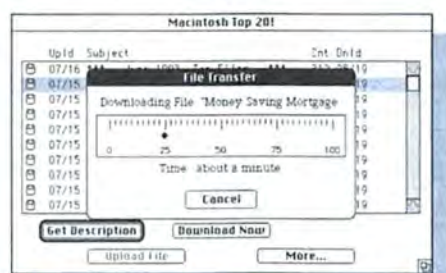 Macintosh Top 20!
Upld Subject Cnt Dnld
07/16
File Transfer
07/15
Downloading File "Money Saving Mortgage
07/15
07/15
07/15
0 25 50 75 100
07/15
Time about a minute
07/15
07/15
Cancel
07/15
07/15
Get Description Download Now
Upload File More...